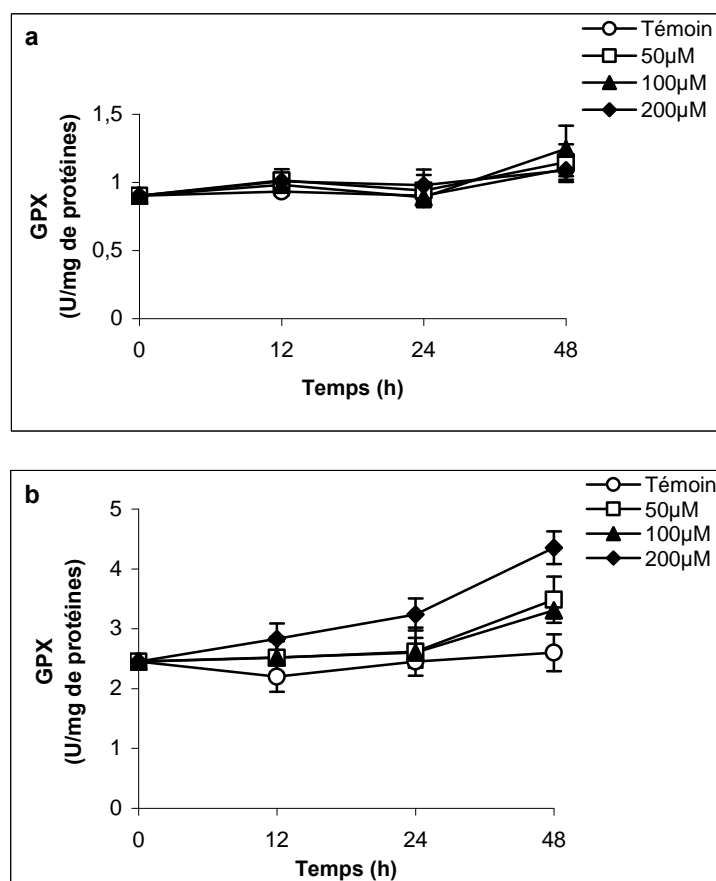 a
Témoin
50µM
100µM
200µM
GPX
(U/mg de protéines)
1,5
1
0,5
0
0
12
24
48
Temps (h)
b
Témoin
50µM
100µM
200µM
GPX
(U/mg de protéines)
5
4
3
2
1
0
0
12
24
48
Temps (h)